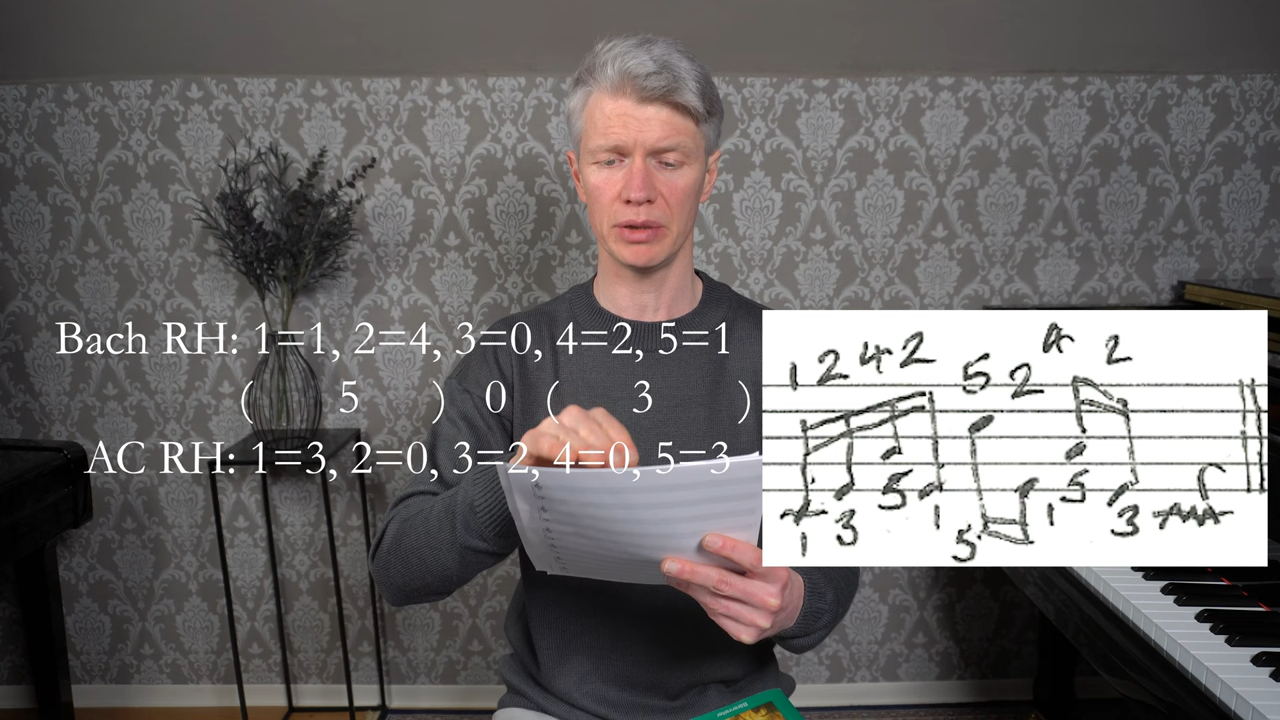 Bach RH: 1=1, 2=4, 3=0, 4=2, 5=1
( 5 ) 0 ( 3 )
AC RH: 1=3, 2=0, 3=2, 4=0, 5=3
1 2 4 2 5 2 4 2
1 3 5 1 5 1 5 3